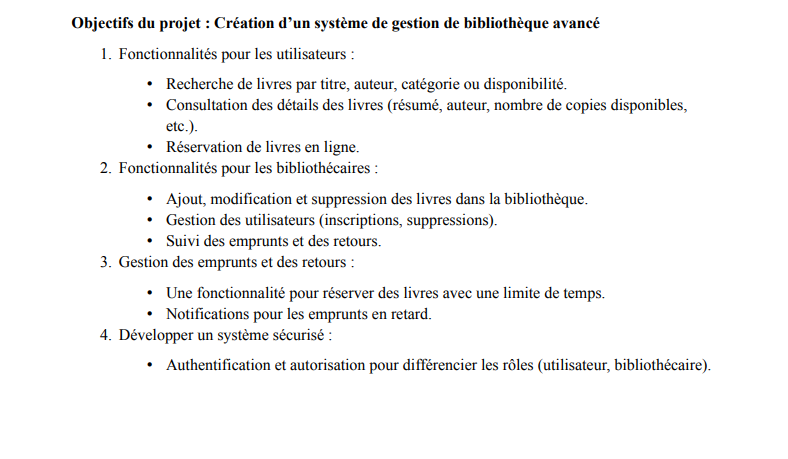 Objectifs du projet : Création d’un système de gestion de bibliothèque avancé
1. Fonctionnalités pour les utilisateurs :
• Recherche de livres par titre, auteur, catégorie ou disponibilité.
• Consultation des détails des livres (résumé, auteur, nombre de copies disponibles,
etc.).
• Réservation de livres en ligne.
2. Fonctionnalités pour les bibliothécaires :
• Ajout, modification et suppression des livres dans la bibliothèque.
• Gestion des utilisateurs (inscriptions, suppressions).
• Suivi des emprunts et des retours.
3. Gestion des emprunts et des retours :
• Une fonctionnalité pour réserver des livres avec une limite de temps.
• Notifications pour les emprunts en retard.
4. Développer un système sécurisé :
• Authentification et autorisation pour différencier les rôles (utilisateur, bibliothécaire).